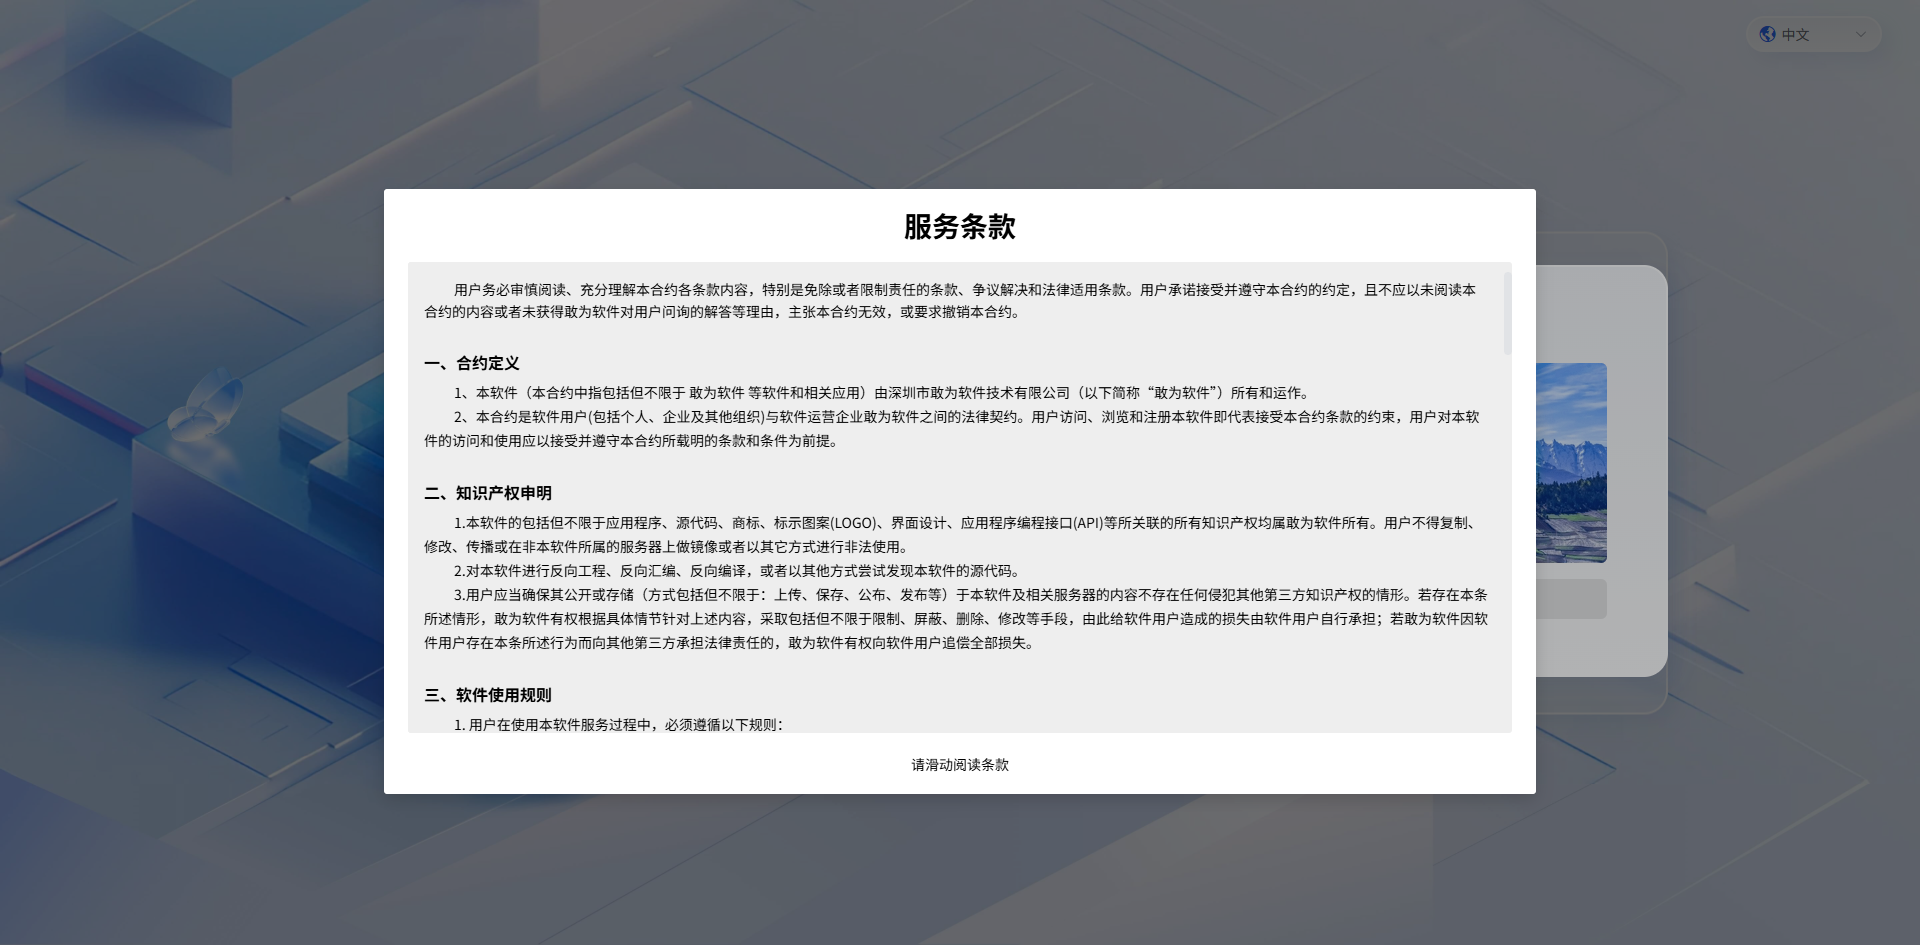 中文
服务条款
用户务必审慎阅读、充分理解本合约各条款内容，特别是免除或者限制责任的条款、争议解决和法律适用条款。用户承诺接受并遵守本合约的约定，且不应以未阅读本
合约的内容或者未获得敢为软件对用户问询的解答等理由，主张本合约无效，或要求撤销本合约。
一、合约定义
1、本软件（本合约中指包括但不限于 敢为软件 等软件和相关应用）由深圳市敢为软件技术有限公司（以下简称“敢为软件”）所有和运作。
2、本合约是软件用户(包括个人、企业及其他组织)与软件运营企业敢为软件之间的法律契约。用户访问、浏览和注册本软件即代表接受本合约条款的约束，用户对本软
件的访问和使用应以接受并遵守本合约所载明的条款和条件为前提。
二、知识产权申明
1.本软件的包括但不限于应用程序、源代码、商标、标示图案(LOGO)、界面设计、应用程序编程接口(API)等所关联的所有知识产权均属敢为软件所有。用户不得复制、
修改、传播或在非本软件所属的服务器上做镜像或者以其它方式进行非法使用。
2.对本软件进行反向工程、反向汇编、反向编译，或者以其他方式尝试发现本软件的源代码。
3.用户应当确保其公开或存储（方式包括但不限于：上传、保存、公布、发布等）于本软件及相关服务器的内容不存在任何侵犯其他第三方知识产权的情形。若存在本条
所述情形，敢为软件有权根据具体情节针对上述内容，采取包括但不限于限制、屏蔽、删除、修改等手段，由此给软件用户造成的损失由软件用户自行承担；若敢为软件因软
件用户存在本条所述行为而向其他第三方承担法律责任的，敢为软件有权向软件用户追偿全部损失。
三、软件使用规则
1. 用户在使用本软件服务过程中，必须遵循以下规则：
请滑动阅读条款